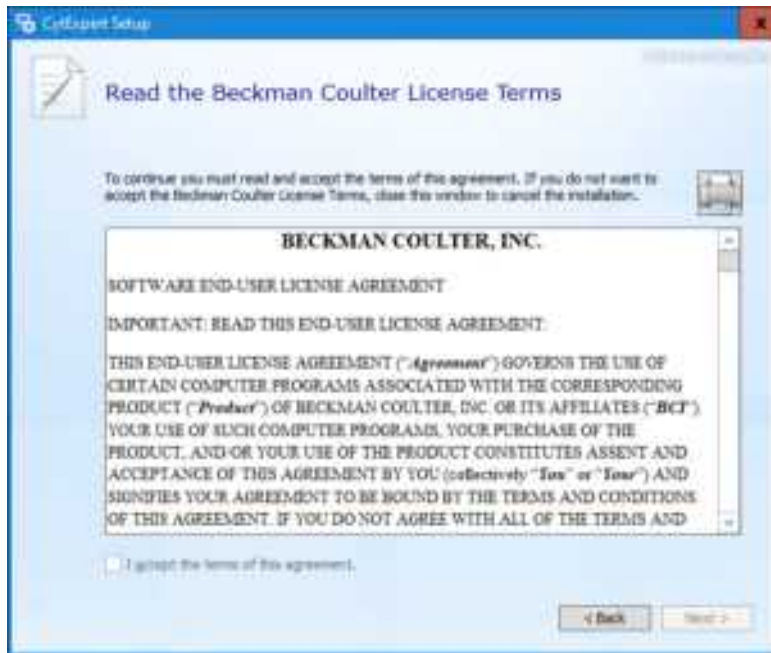 CytExpert Setup
Read the Beckman Coulter License Terms
To continue you must read and accept the terms of this agreement. If you do not want to
accept the Beckman Coulter License Terms, close this window to cancel the installation.
BECKMAN COULTER, INC.
SOFTWARE END-USER LICENSE AGREEMENT
IMPORTANT: READ THIS END-USER LICENSE AGREEMENT:
THIS END-USER LICENSE AGREEMENT ("Agreement") GOVERNS THE USE OF
CERTAIN COMPUTER PROGRAMS ASSOCIATED WITH THE CORRESPONDING
PRODUCT ("Product") OF BECKMAN COULTER, INC. OR ITS AFFILIATES ("BCI").
YOUR USE OF SUCH COMPUTER PROGRAMS, YOUR PURCHASE OF THE
PRODUCT, AND/OR YOUR USE OF THE PRODUCT CONSTITUTES ASSENT AND
ACCEPTANCE OF THIS AGREEMENT BY YOU (collectively "You" or "Your") AND
SIGNIFIES YOUR AGREEMENT TO BE BOUND BY THE TERMS AND CONDITIONS
OF THIS AGREEMENT. IF YOU DO NOT AGREE WITH ALL OF THE TERMS AND
I accept the terms of this agreement.
< Back
Next >